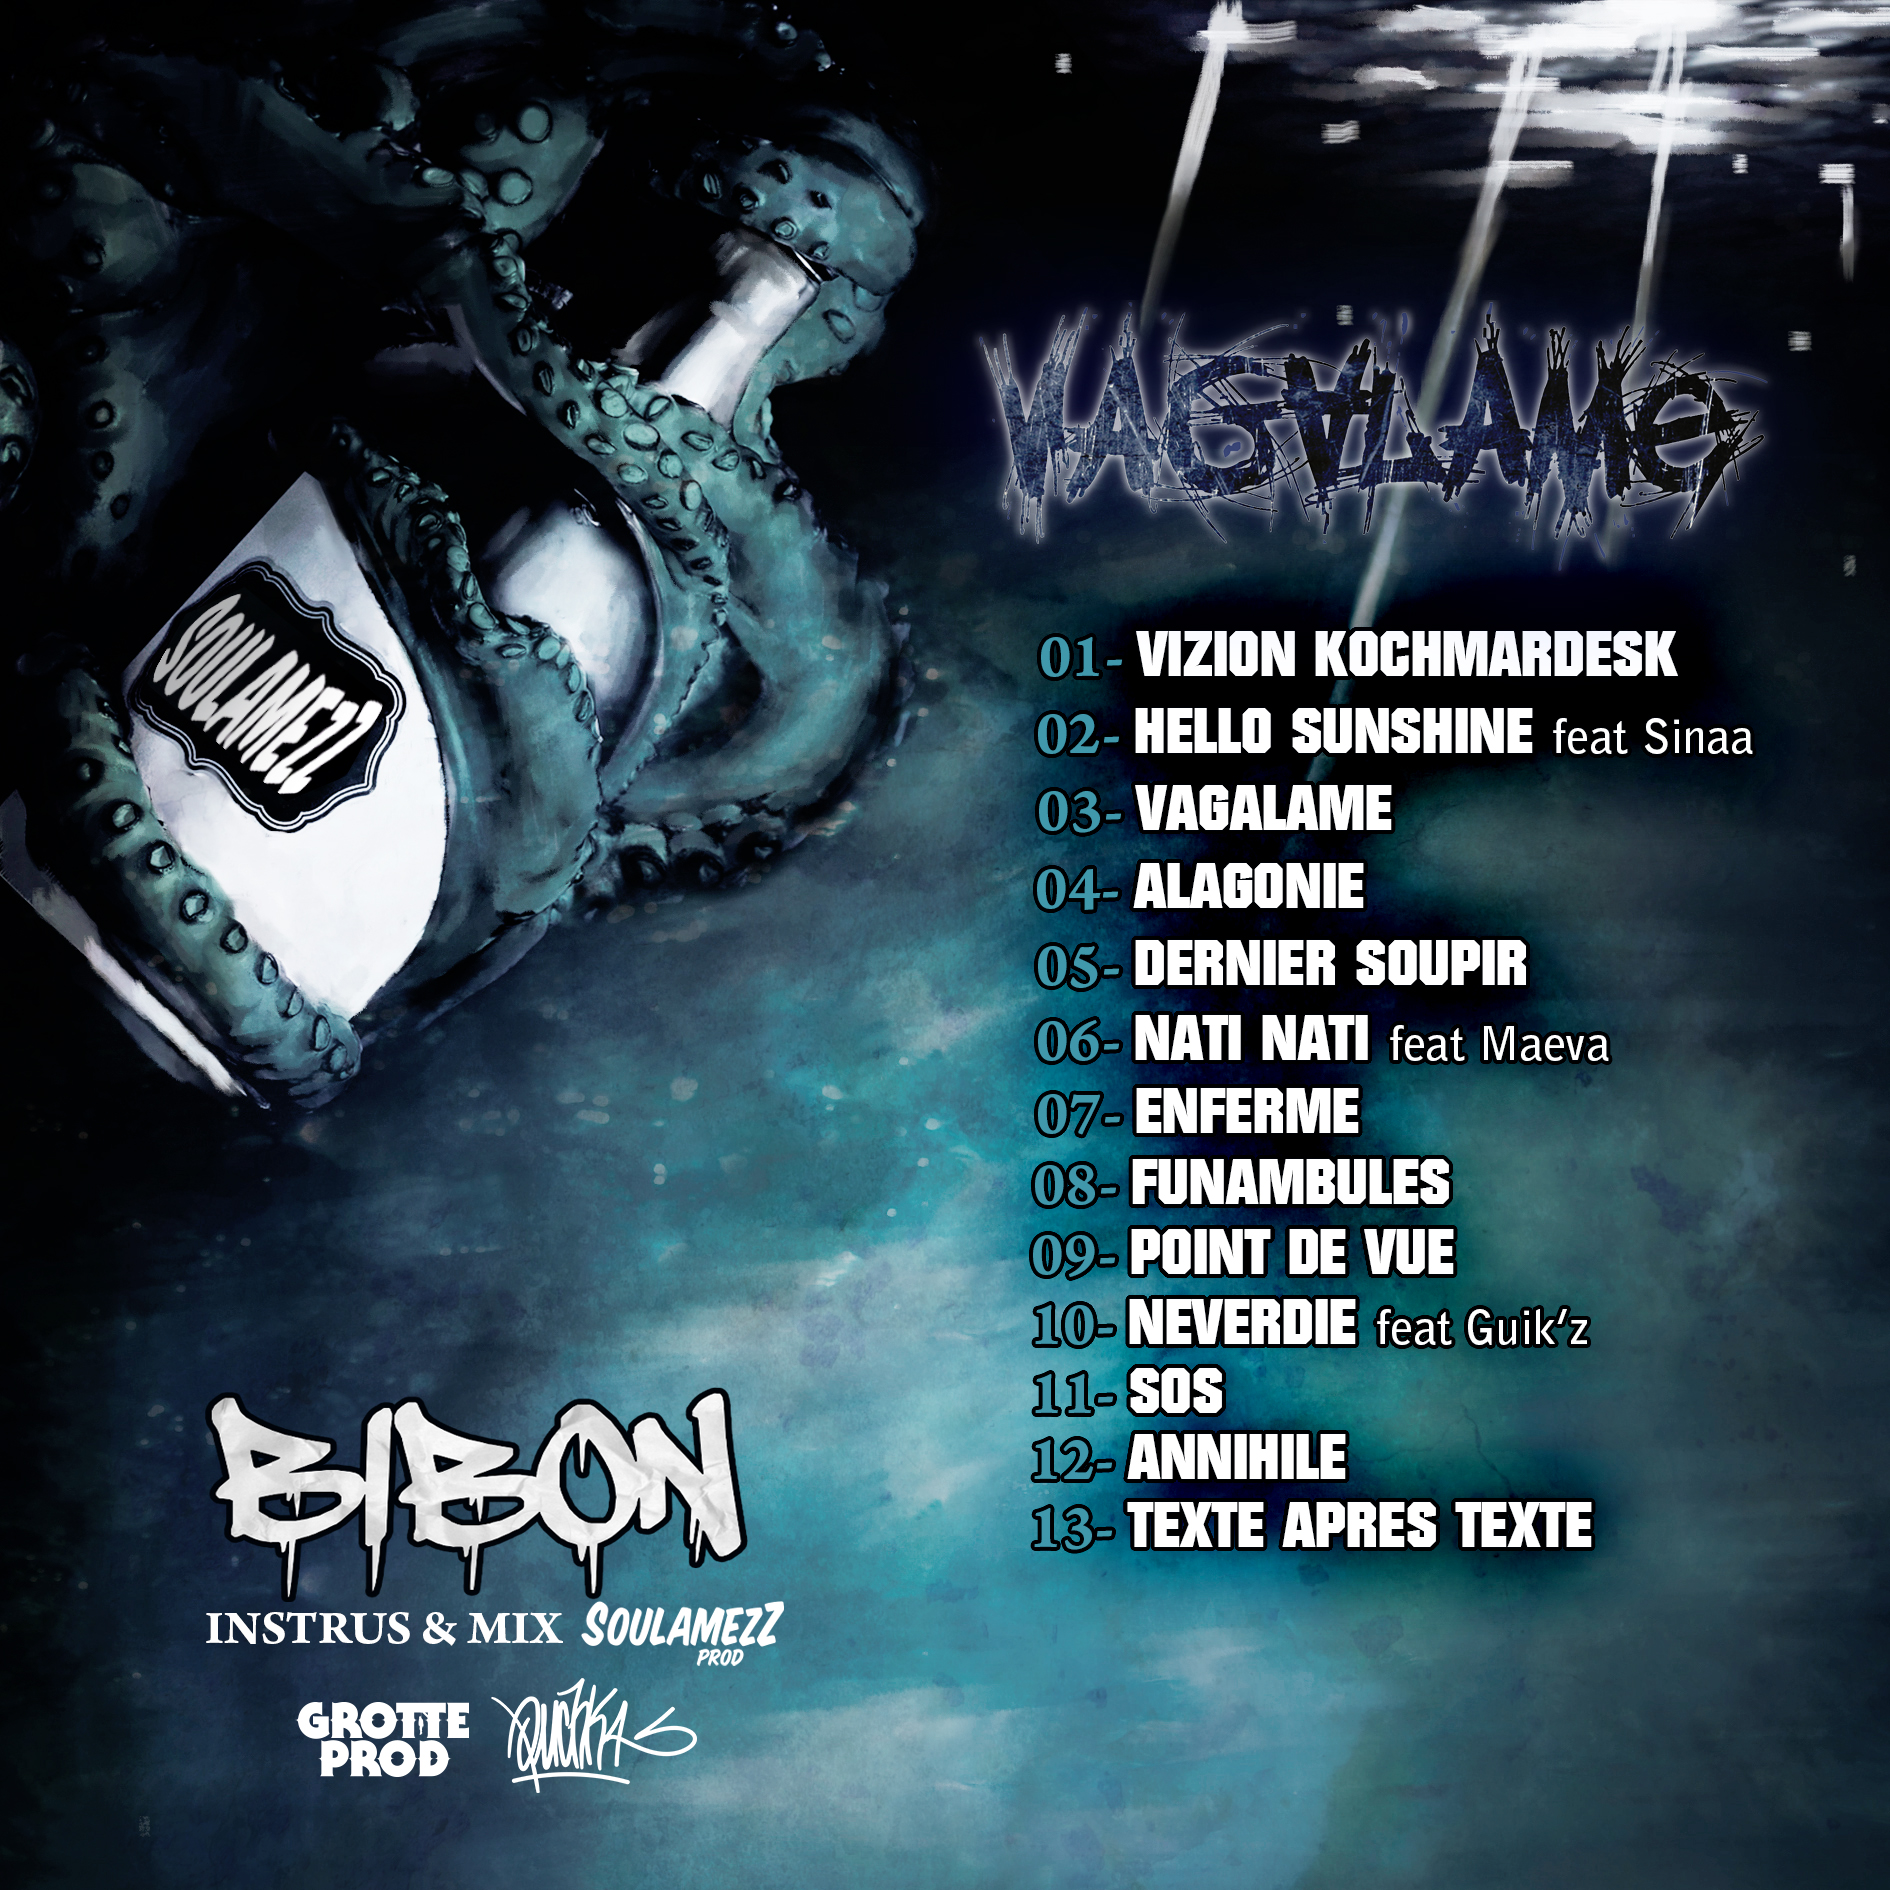 VAGALAME
SOULAMEZZ
01- VIZION KOCHMARDESK
02- HELLO SUNSHINE feat Sinaa
03- VAGALAME
04- ALAGONIE
05- DERNIER SOUPIR
06- NATI NATI feat Maeva
07- ENFERME
08- FUNAMBULES
09- POINT DE VUE
10- NEVERDIE feat Guik'z
11- SOS
12- ANNIHILE
13- TEXTE APRES TEXTE
BIBON
INSTRUS & MIX SOULAMEZZ
PROD
GROTTE
PROD